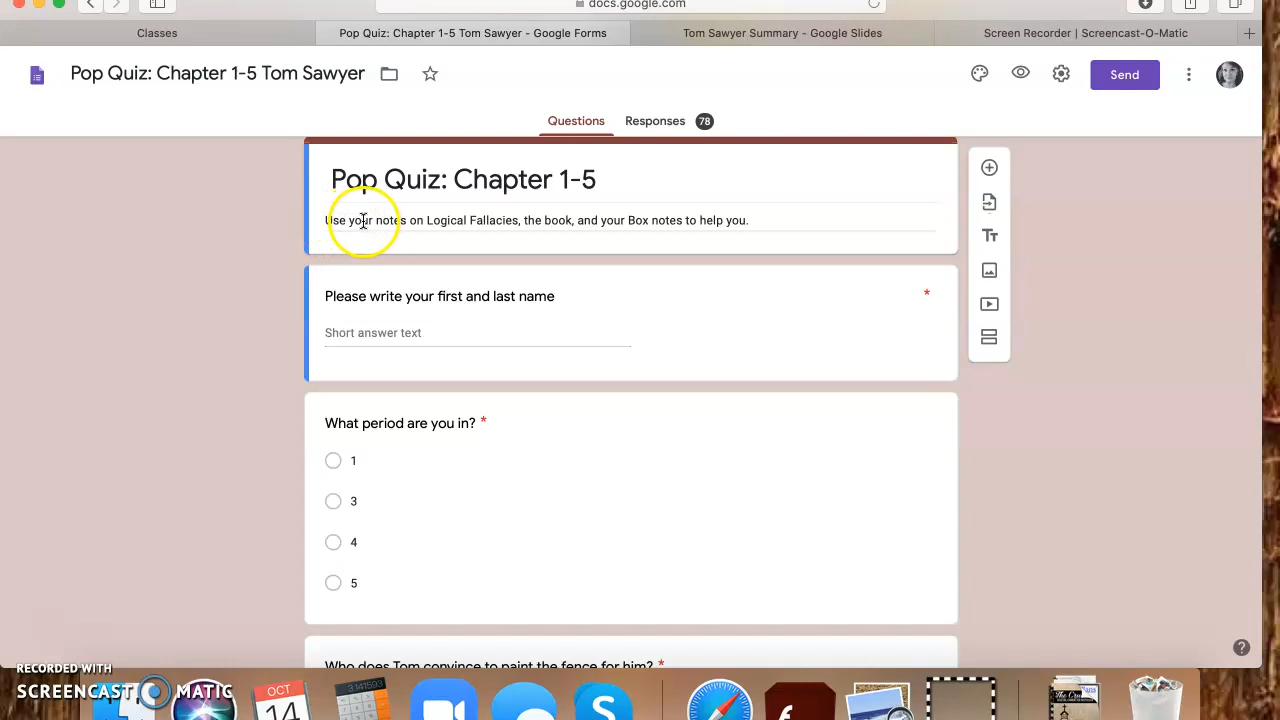 docs.google.com
Classes
Pop Quiz: Chapter 1-5 Tom Sawyer - Google Forms
Tom Sawyer Summary - Google Slides
Screen Recorder | Screencast-O-Matic
Pop Quiz: Chapter 1-5 Tom Sawyer
Send
Questions
Responses 78
Pop Quiz: Chapter 1-5
Use your notes on Logical Fallacies, the book, and your Box notes to help you.
Please write your first and last name *
Short answer text
What period are you in? *
1
3
4
5
Who does Tom convince to paint the fence for him? *
RECORDED WITH
SCREENCAST-O-MATIC
OCT
14
3.141593
S